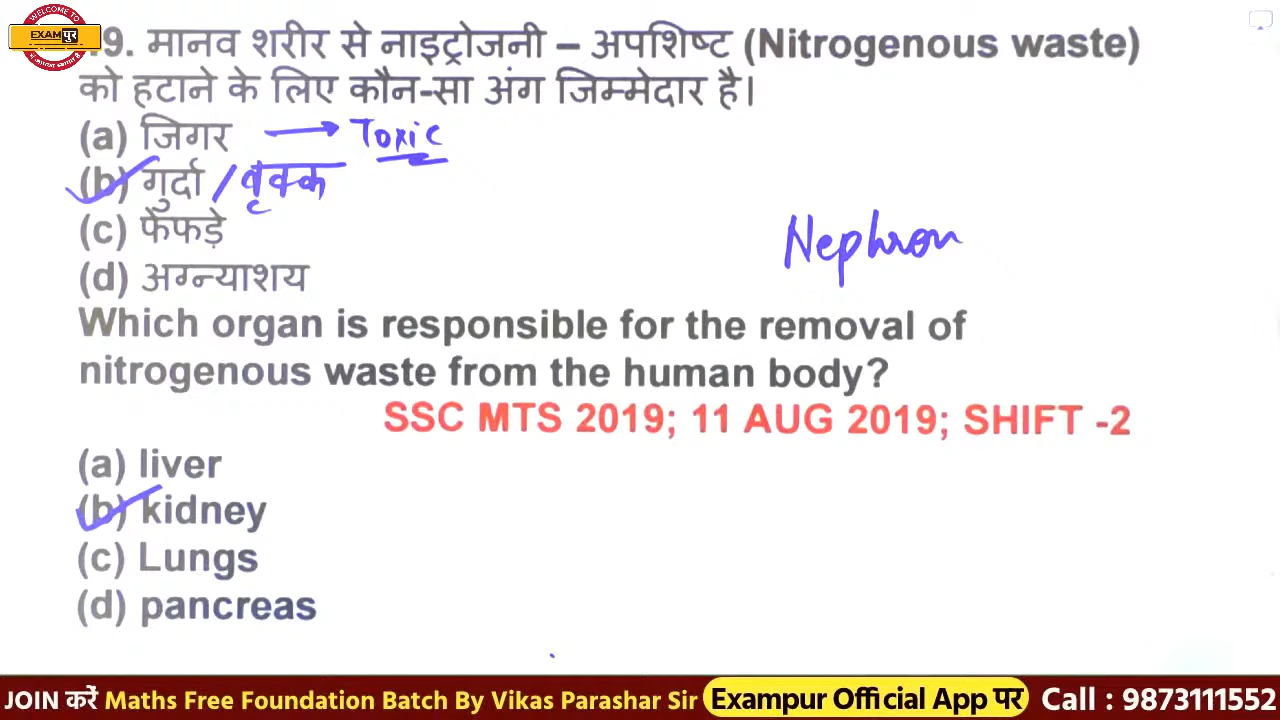 WELCOME TO
EXAMपुर
.9. मानव शरीर से नाइट्रोजनी – अपशिष्ट (Nitrogenous waste)
को हटाने के लिए कौन-सा अंग जिम्मेदार है।
(a) जिगर → Toxic
(b) गुर्दा / वृक्क
(c) फेफड़े
Nephron
(d) अग्न्याशय
Which organ is responsible for the removal of
nitrogenous waste from the human body?
SSC MTS 2019; 11 AUG 2019; SHIFT -2
(a) liver
(b) kidney
(c) Lungs
(d) pancreas
JOIN करें Maths Free Foundation Batch By Vikas Parashar Sir Exampur Official App पर Call : 9873111552